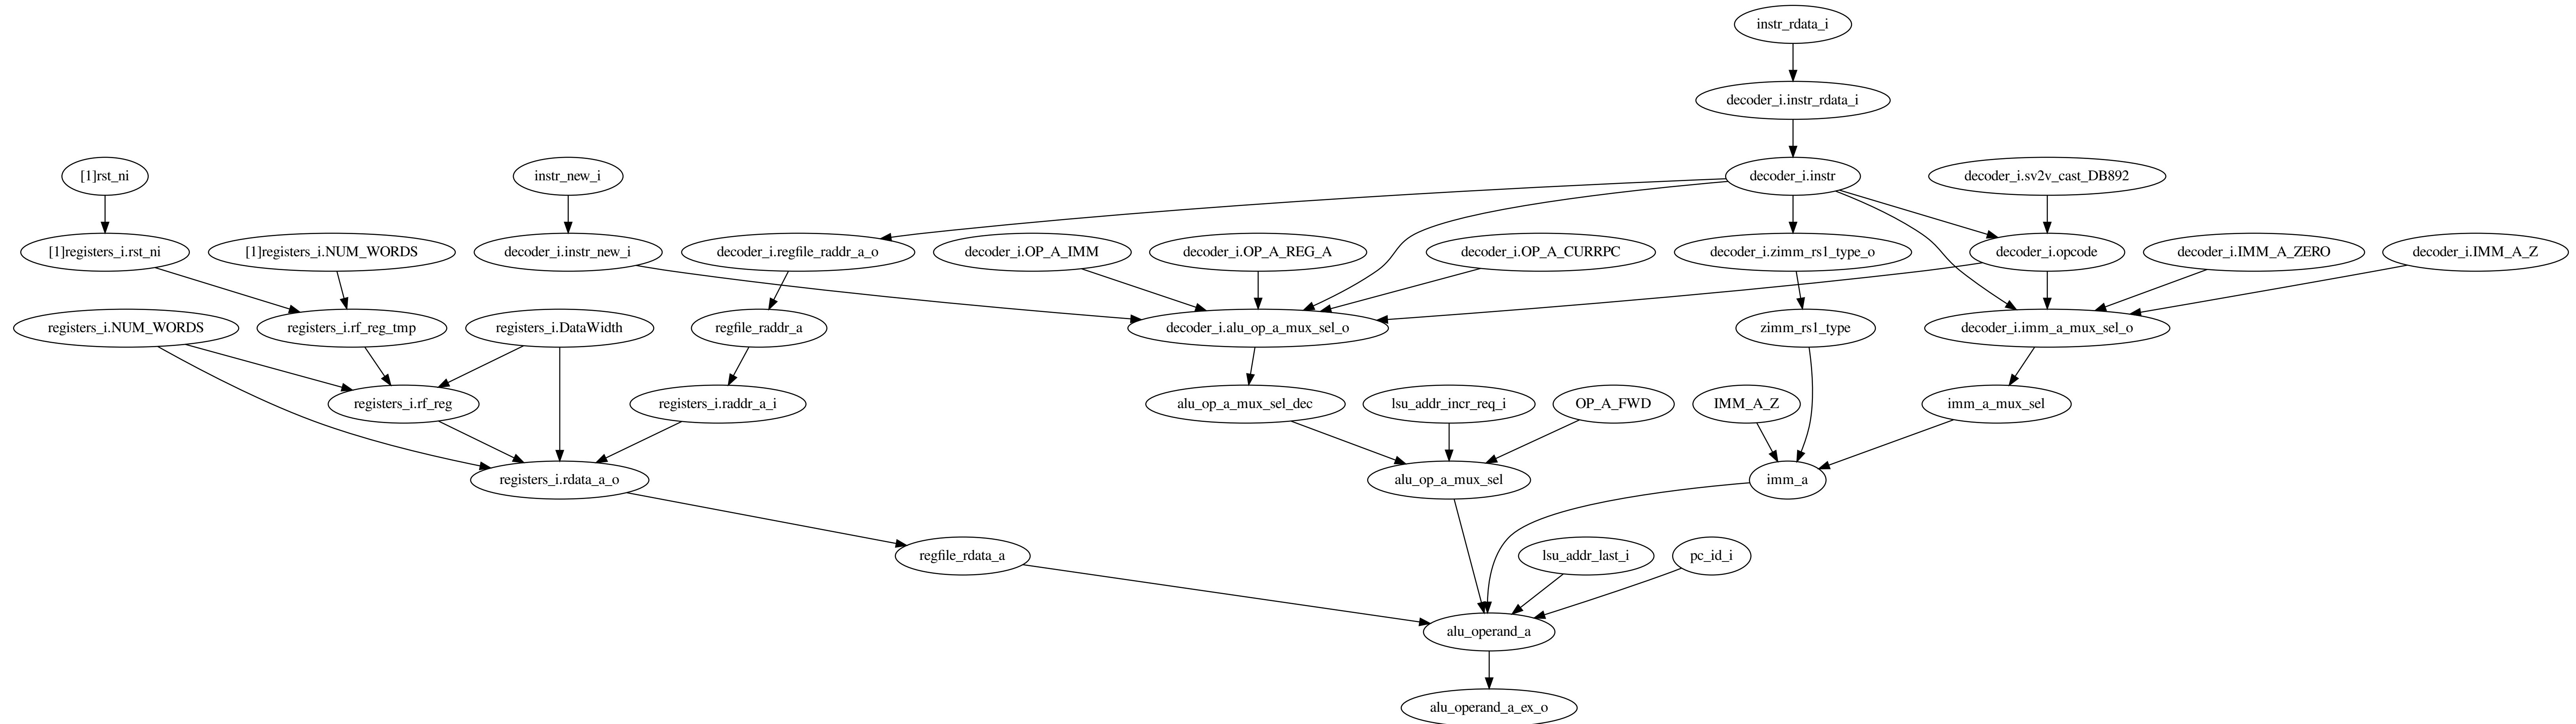 instr_rdata_i
decoder_i.instr_rdata_i
[1]rst_ni
instr_new_i
decoder_i.instr
decoder_i.sv2v_cast_DB892
[1]registers_i.rst_ni
[1]registers_i.NUM_WORDS
decoder_i.instr_new_i
decoder_i.regfile_raddr_a_o
decoder_i.OP_A_IMM
decoder_i.OP_A_REG_A
decoder_i.OP_A_CURRPC
decoder_i.zimm_rs1_type_o
decoder_i.opcode
decoder_i.IMM_A_ZERO
decoder_i.IMM_A_Z
registers_i.NUM_WORDS
registers_i.rf_reg_tmp
registers_i.DataWidth
regfile_raddr_a
decoder_i.alu_op_a_mux_sel_o
zimm_rs1_type
decoder_i.imm_a_mux_sel_o
registers_i.rf_reg
registers_i.raddr_a_i
alu_op_a_mux_sel_dec
lsu_addr_incr_req_i
OP_A_FWD
IMM_A_Z
imm_a_mux_sel
registers_i.rdata_a_o
alu_op_a_mux_sel
imm_a
regfile_rdata_a
lsu_addr_last_i
pc_id_i
alu_operand_a
alu_operand_a_ex_o